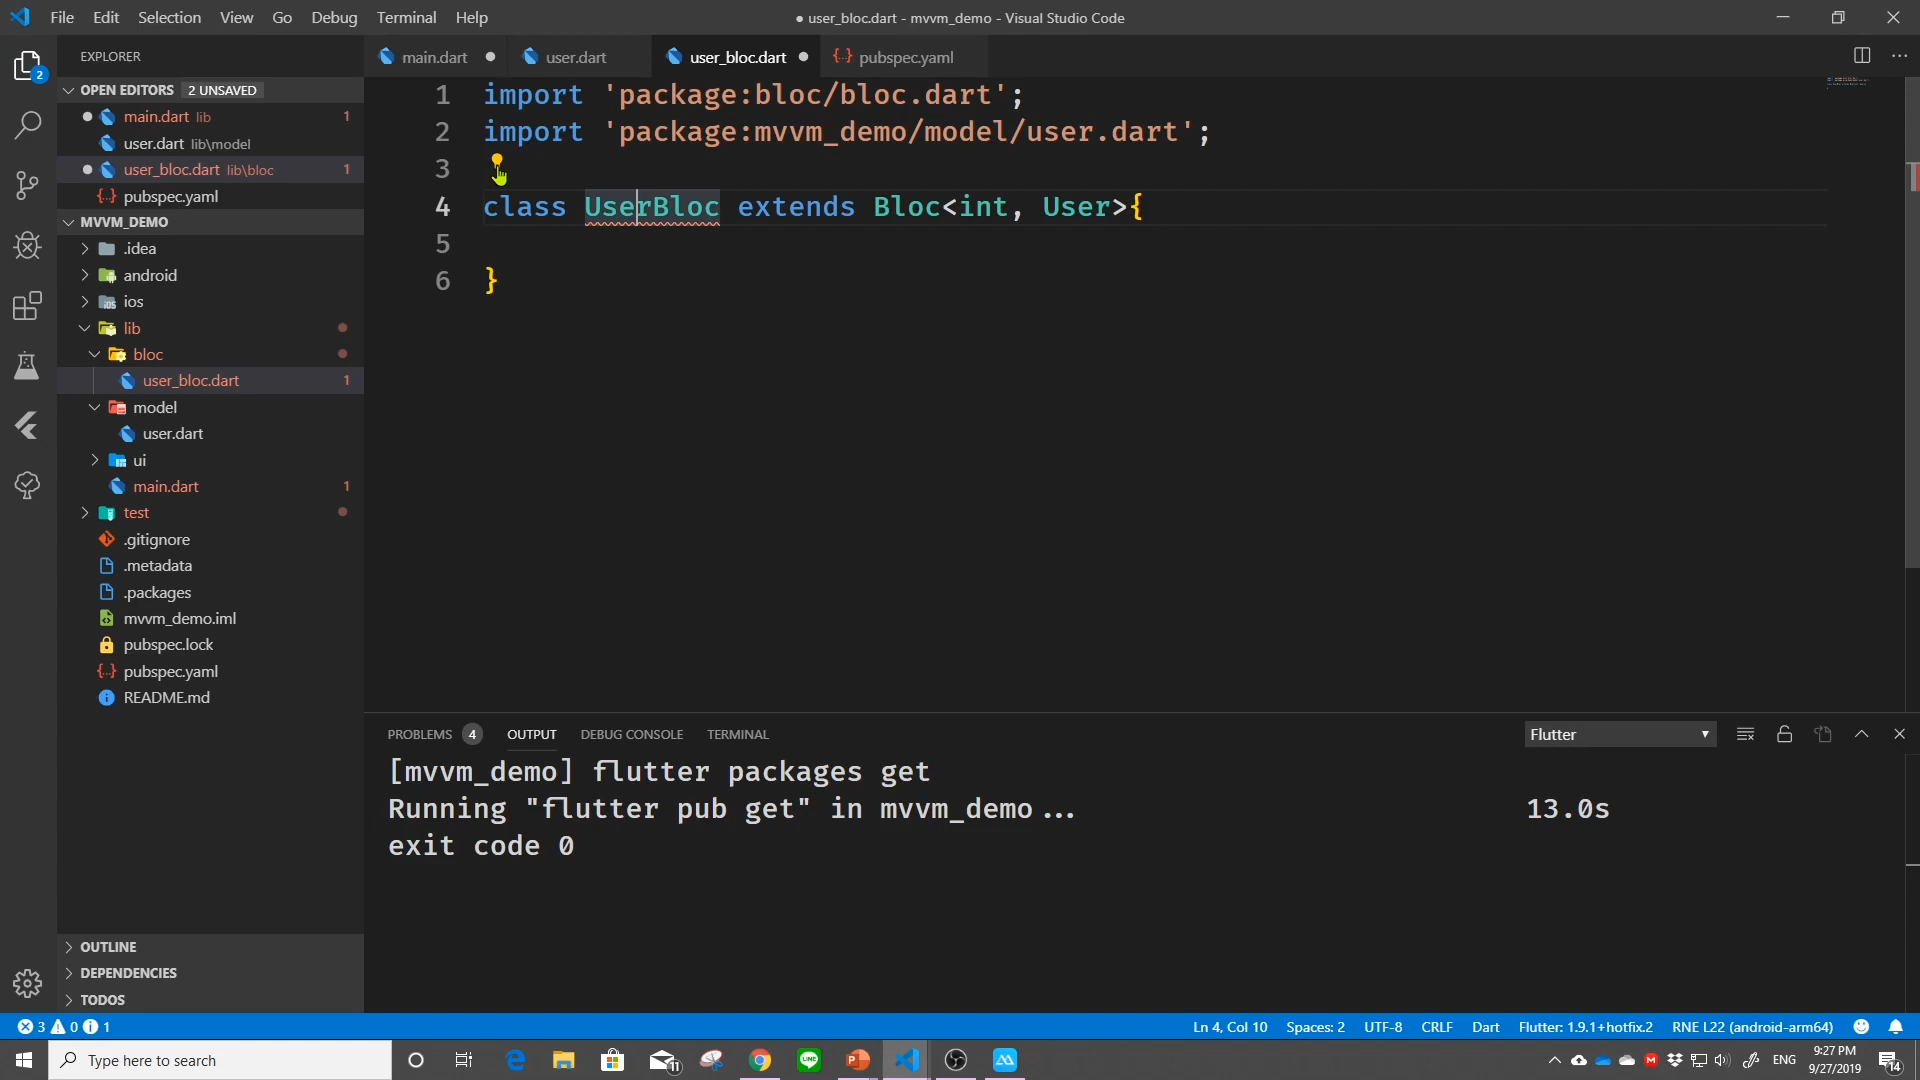 File Edit Selection View Go Debug Terminal Help
● user_bloc.dart - mvvm_demo - Visual Studio Code
EXPLORER
OPEN EDITORS 2 UNSAVED
main.dart lib 1
user.dart lib\model
user_bloc.dart lib\bloc 1
pubspec.yaml
MVVM_DEMO
.idea
android
ios
lib
bloc
user_bloc.dart 1
model
user.dart
ui
main.dart 1
test
.gitignore
.metadata
.packages
mvvm_demo.iml
pubspec.lock
pubspec.yaml
README.md
OUTLINE
DEPENDENCIES
TODOS
2
main.dart user.dart user_bloc.dart pubspec.yaml
1 import 'package:bloc/bloc.dart';
2 import 'package:mvvm_demo/model/user.dart';
3
4 class UserBloc extends Bloc<int, User>{
5
6 }
PROBLEMS 4 OUTPUT DEBUG CONSOLE TERMINAL Flutter
[mvvm_demo] flutter packages get
Running "flutter pub get" in mvvm_demo... 13.0s
exit code 0
3 0 1 Ln 4, Col 10 Spaces: 2 UTF-8 CRLF Dart Flutter: 1.9.1+hotfix.2 RNE L22 (android-arm64)
Type here to search
11
LINE
ENG
9:27 PM
9/27/2019
14